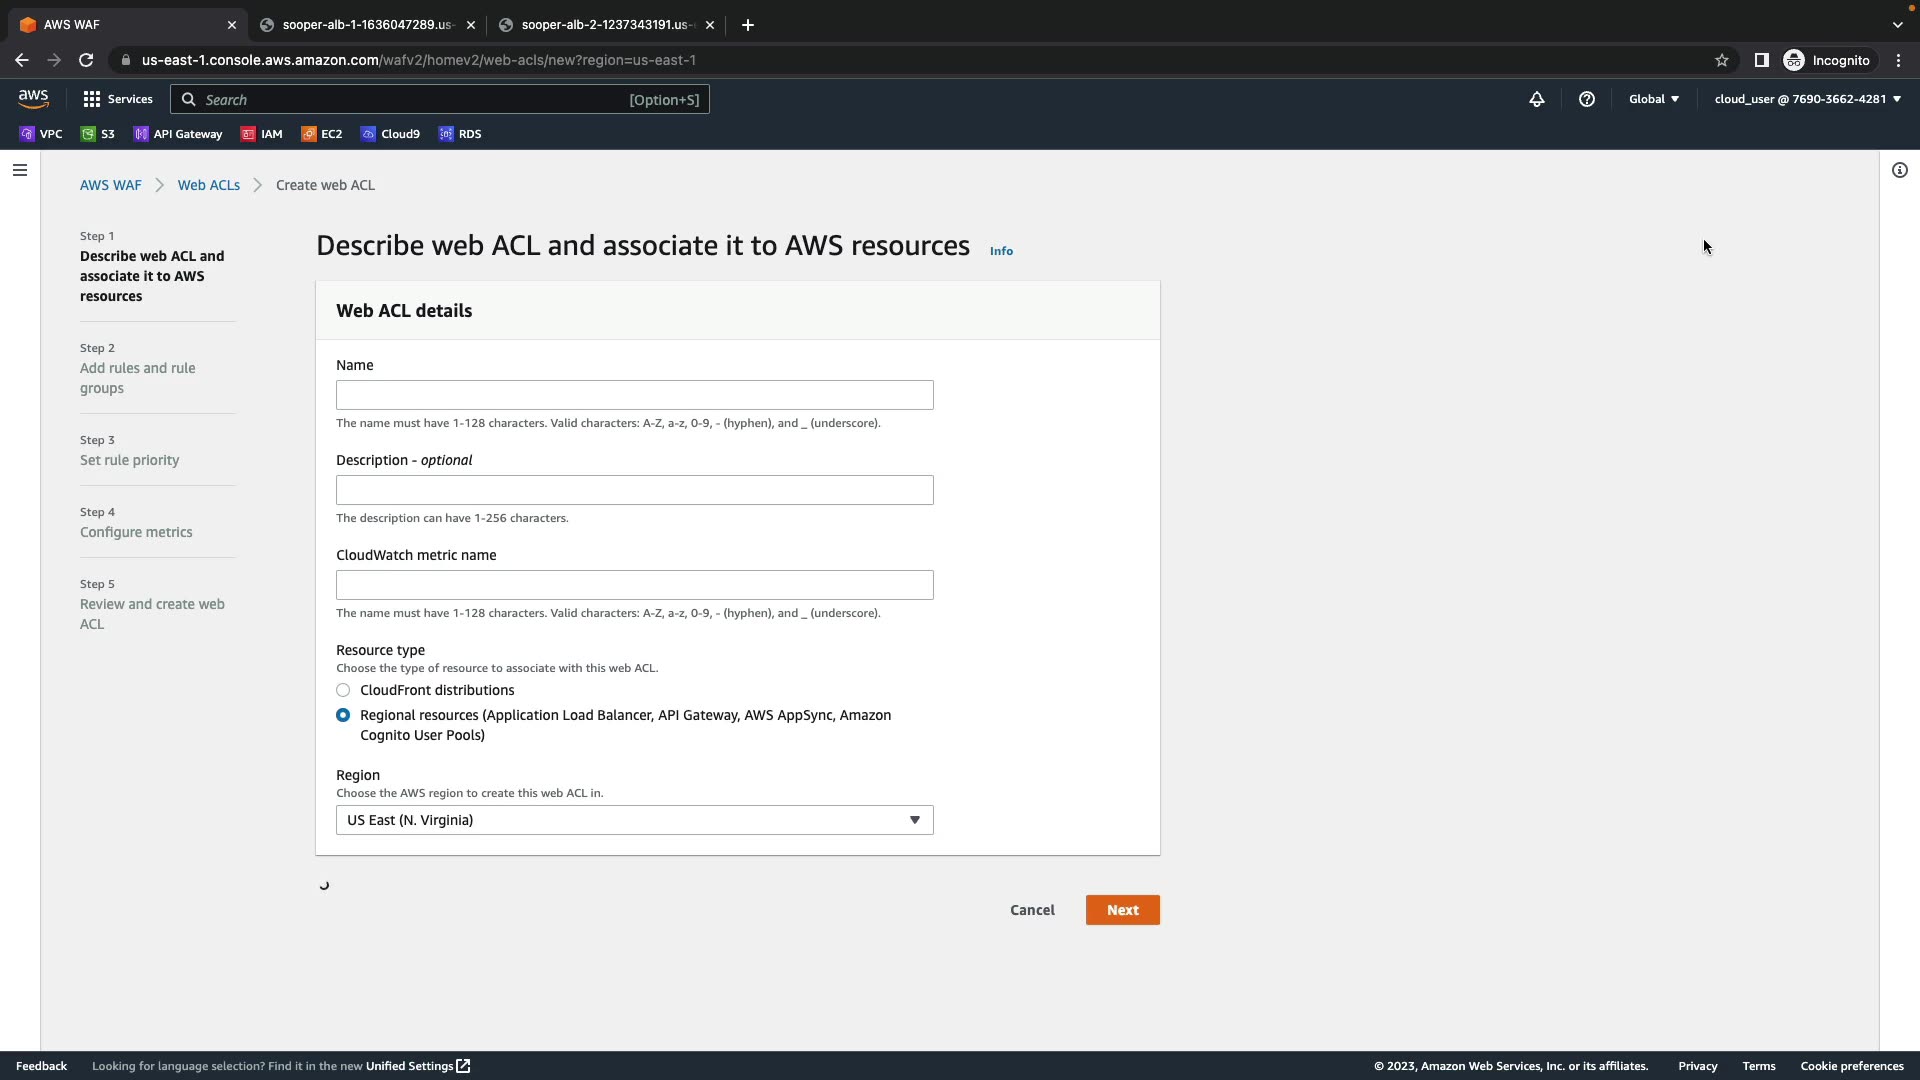 AWS WAF
sooper-alb-1-1636047289.us-
sooper-alb-2-1237343191.us-
us-east-1.console.aws.amazon.com/wafv2/homev2/web-acls/new?region=us-east-1
Incognito
aws
Services
Search
[Option+S]
Global
cloud_user @ 7690-3662-4281
VPC
S3
API Gateway
IAM
EC2
Cloud9
RDS
AWS WAF
Web ACLs
Create web ACL
Step 1
Describe web ACL and
associate it to AWS
resources
Step 2
Add rules and rule
groups
Step 3
Set rule priority
Step 4
Configure metrics
Step 5
Review and create web
ACL
Describe web ACL and associate it to AWS resources Info
Web ACL details
Name
The name must have 1-128 characters. Valid characters: A-Z, a-z, 0-9, - (hyphen), and _ (underscore).
Description - optional
The description can have 1-256 characters.
CloudWatch metric name
The name must have 1-128 characters. Valid characters: A-Z, a-z, 0-9, - (hyphen), and _ (underscore).
Resource type
Choose the type of resource to associate with this web ACL.
CloudFront distributions
Regional resources (Application Load Balancer, API Gateway, AWS AppSync, Amazon
Cognito User Pools)
Region
Choose the AWS region to create this web ACL in.
US East (N. Virginia)
Cancel
Next
Feedback
Looking for language selection? Find it in the new Unified Settings
© 2023, Amazon Web Services, Inc. or its affiliates.
Privacy
Terms
Cookie preferences